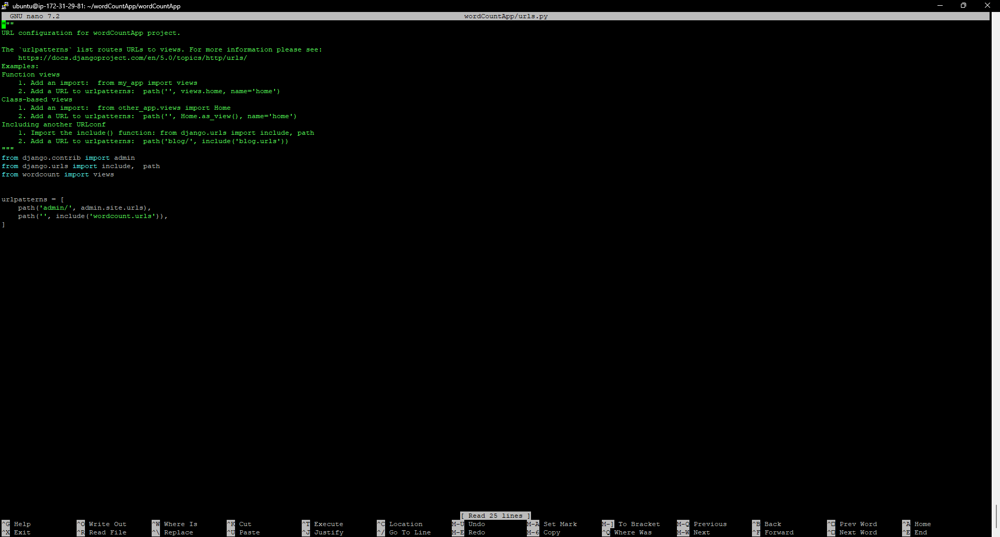 ubuntu@ip-172-31-29-81: ~/wordCountApp/wordCountApp
GNU nano 7.2 wordCountApp/urls.py
"""
URL configuration for wordCountApp project.
The `urlpatterns` list routes URLs to views. For more information please see:
https://docs.djangoproject.com/en/5.0/topics/http/urls/
Examples:
Function views
1. Add an import:  from my_app import views
2. Add a URL to urlpatterns:  path('', views.home, name='home')
Class-based views
1. Add an import:  from other_app.views import Home
2. Add a URL to urlpatterns:  path('', Home.as_view(), name='home')
Including another URLconf
1. Import the include() function: from django.urls import include, path
2. Add a URL to urlpatterns:  path('blog/', include('blog.urls'))
"""
from django.contrib import admin
from django.urls import include,  path
from wordcount import views
urlpatterns = [
path('admin/', admin.site.urls),
path('', include('wordcount.urls')),
]
[ Read 25 lines ]
^G Help ^O Write Out ^W Where Is ^K Cut ^T Execute ^C Location M-U Undo M-A Set Mark M-] To Bracket M-Q Previous ^B Back ^□ Prev Word ^A Home
^X Exit ^R Read File ^\ Replace ^U Paste ^J Justify ^/ Go To Line M-E Redo M-6 Copy ^Q Where Was M-W Next ^F Forward ^□ Next Word ^E End